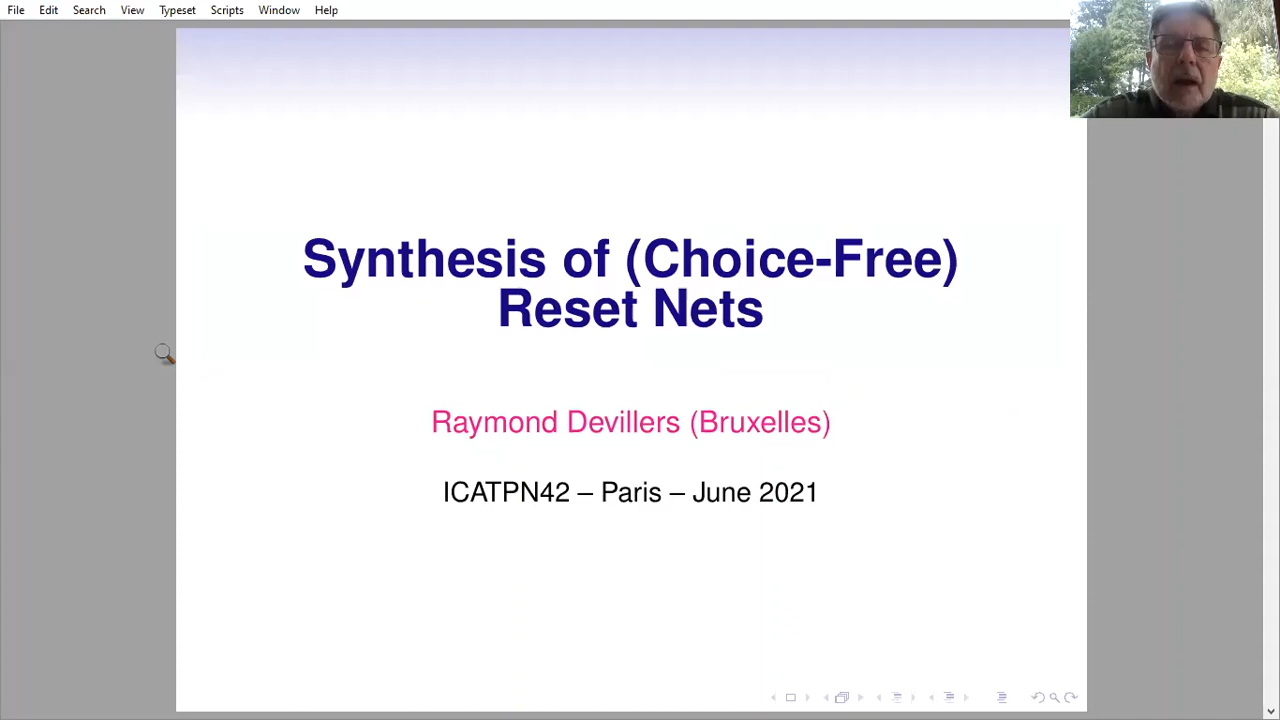 File Edit Search View Typeset Scripts Window Help
Synthesis of (Choice-Free)
Reset Nets
Raymond Devillers (Bruxelles)
ICATPN42 – Paris – June 2021